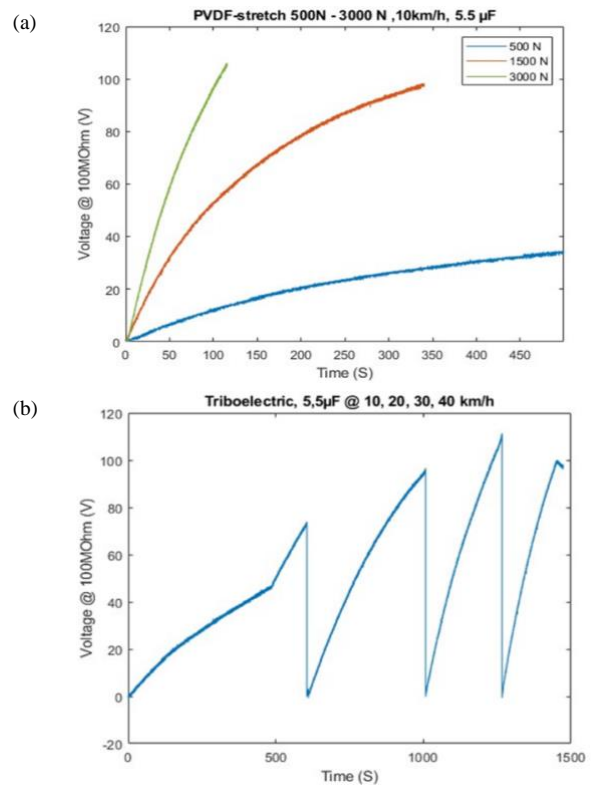 (a)
PVDF-stretch 500N - 3000 N ,10km/h, 5.5 µF
120
100
80
60
40
20
0
Voltage @ 100MOhm (V)
500 N
1500 N
3000 N
0 50 100 150 200 250 300 350 400 450
Time (S)
(b)
Triboelectric, 5,5µF @ 10, 20, 30, 40 km/h
120
100
80
60
40
20
0
-20
Voltage @ 100MOhm (V)
0 500 1000 1500
Time (S)